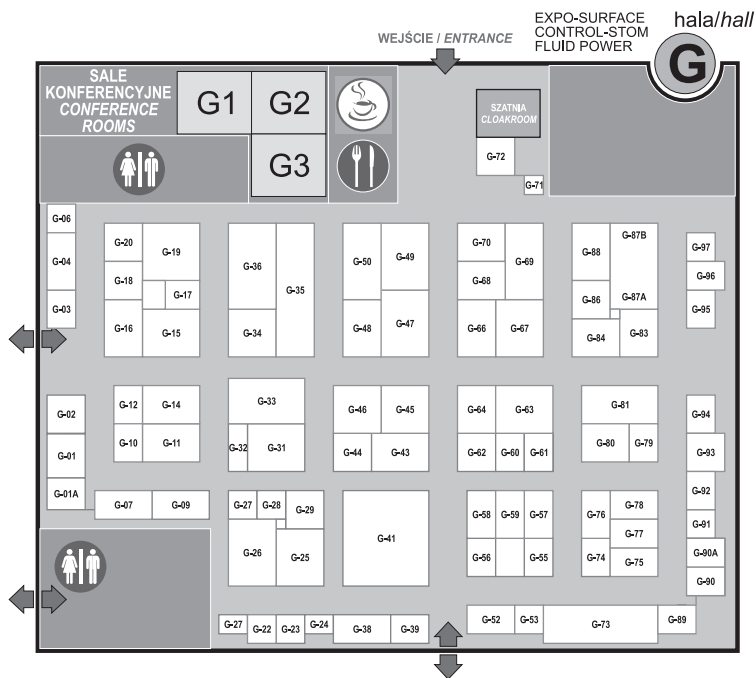 EXPO-SURFACE
CONTROL-STOM
FLUID POWER
hala/hall
G
WEJŚCIE / ENTRANCE
SALE
KONFERENCYJNE
CONFERENCE
ROOMS
G1
G2
G3
SZATNIA
CLOAKROOM
G-72
G-71
G-06
G-04
G-03
G-20
G-19
G-18
G-17
G-16
G-15
G-36
G-35
G-34
G-50
G-49
G-48
G-47
G-70
G-69
G-68
G-66
G-67
G-88
G-87B
G-86
G-87A
G-84
G-83
G-97
G-96
G-95
G-02
G-01
G-01A
G-12
G-14
G-10
G-11
G-07
G-09
G-33
G-32
G-31
G-46
G-45
G-44
G-43
G-64
G-63
G-62
G-60
G-61
G-81
G-80
G-79
G-94
G-93
G-92
G-91
G-90A
G-90
G-27
G-28
G-29
G-26
G-25
G-41
G-58
G-59
G-57
G-56
G-55
G-76
G-78
G-77
G-74
G-75
G-27
G-22
G-23
G-24
G-38
G-39
G-52
G-53
G-73
G-89